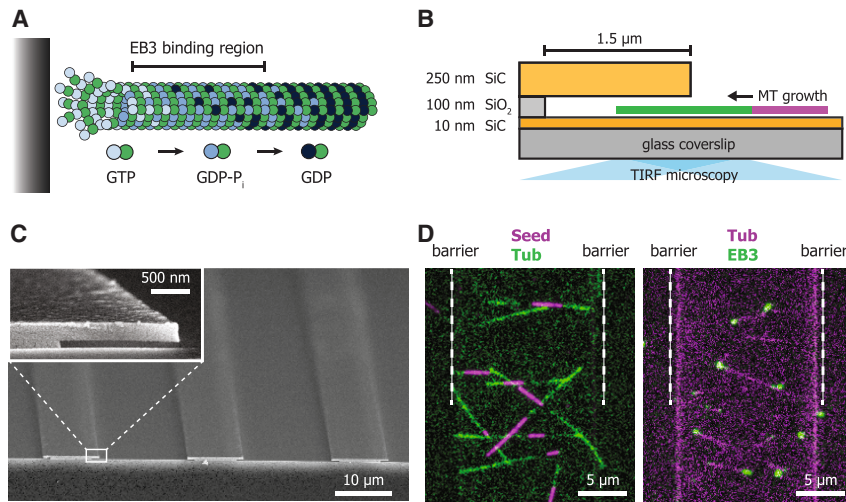 A
EB3 binding region
GTP
GDP-Pi
GDP
B
1.5 µm
250 nm SiC
100 nm SiO2
10 nm SiC
MT growth
glass coverslip
TIRF microscopy
C
500 nm
10 µm
D
Seed
Tub
barrier
barrier
5 µm
Tub
EB3
barrier
barrier
5 µm